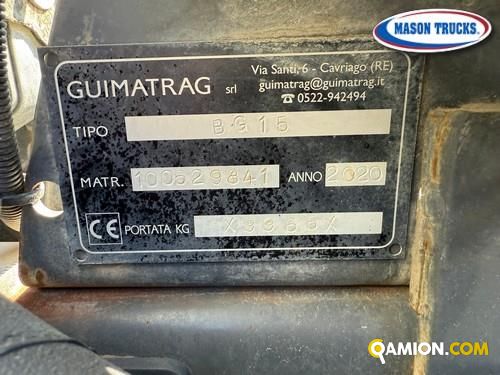 MASON TRUCKS.
GUIMATRAG srl
Via Santi, 6 - Cavriago (RE)
guimatrag@guimatrag.it
☎0522-942494
TIPO BG15
MATR. 100529841 ANNO 2020
CE PORTATA KG
QAMION.COM®